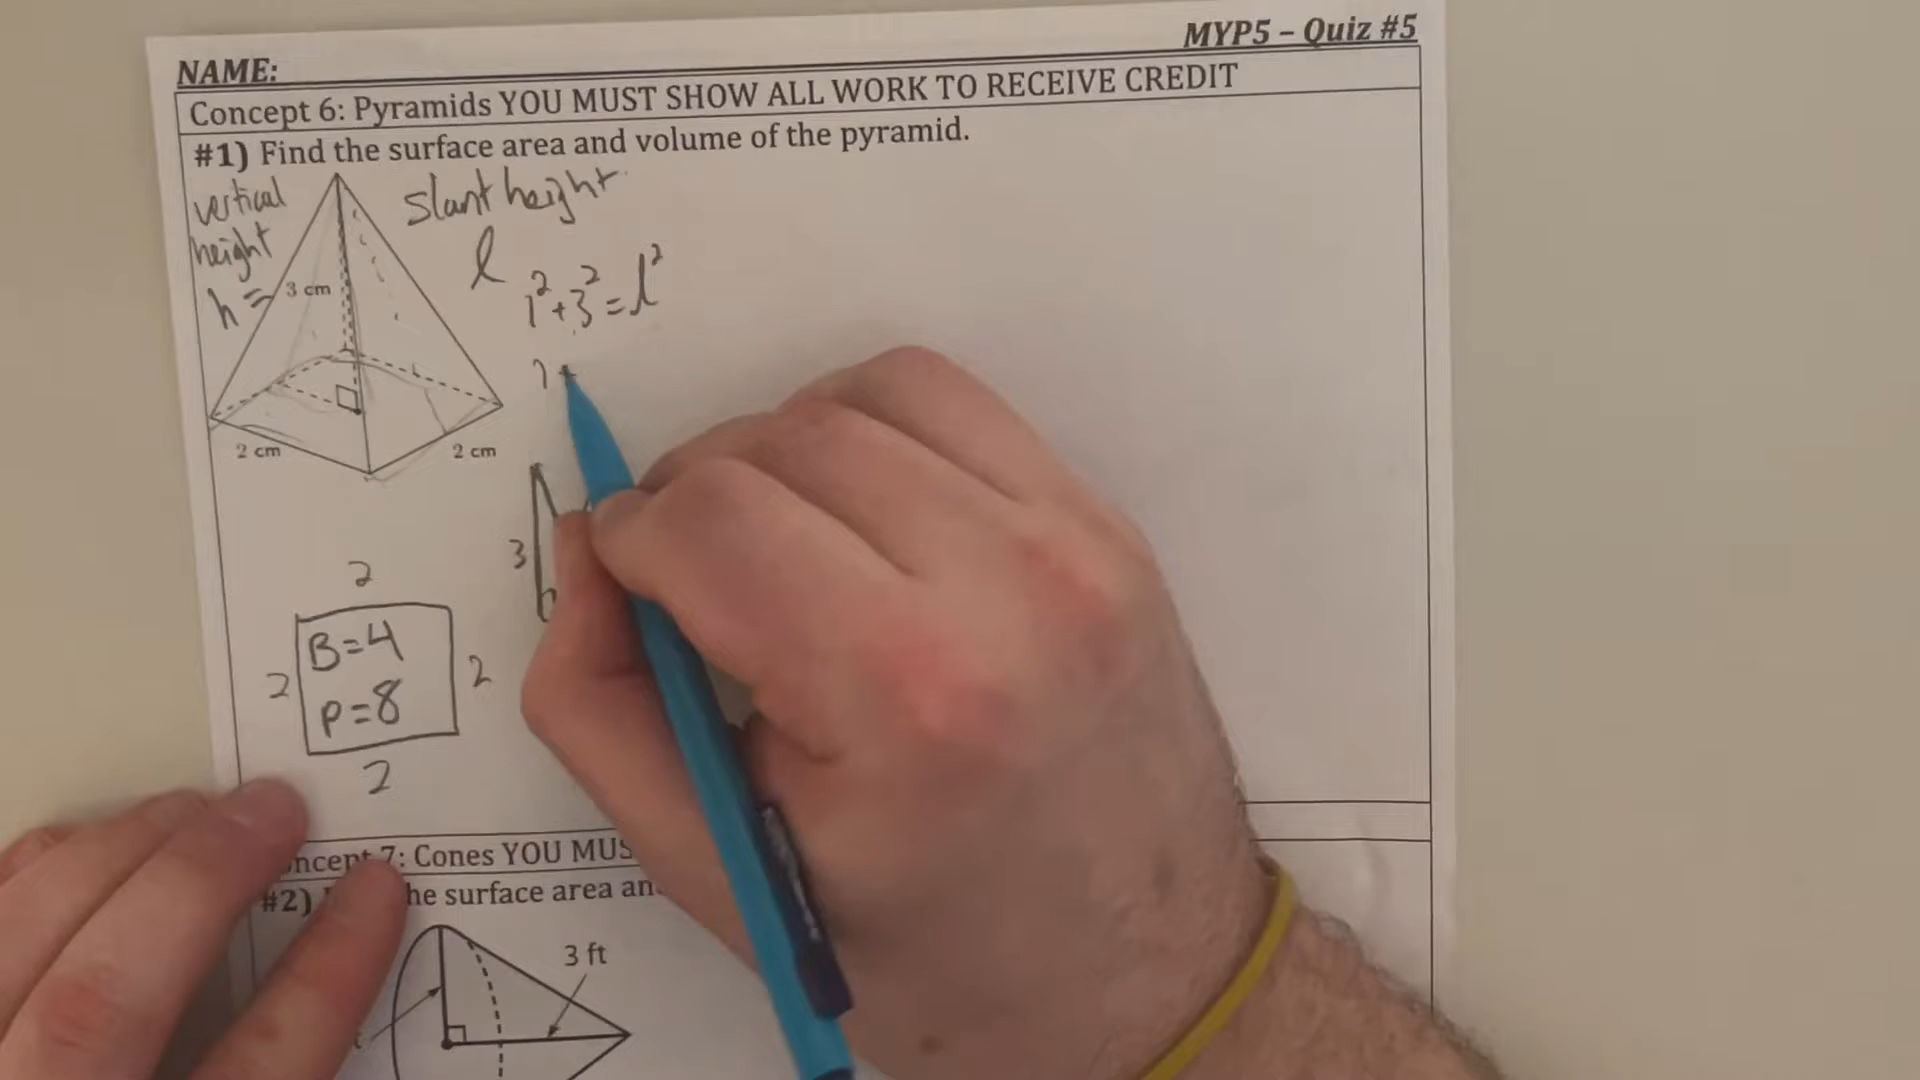 MYP5 – Quiz #5
NAME:
Concept 6: Pyramids YOU MUST SHOW ALL WORK TO RECEIVE CREDIT
#1) Find the surface area and volume of the pyramid.
vertical
height
h =
3 cm
2 cm
2 cm
slant height
l
1² + 3² = l²
1 +
3
2
2
B=4
P=8
2
2
oncept 7: Cones YOU MUS
#2)
he surface area an
3 ft